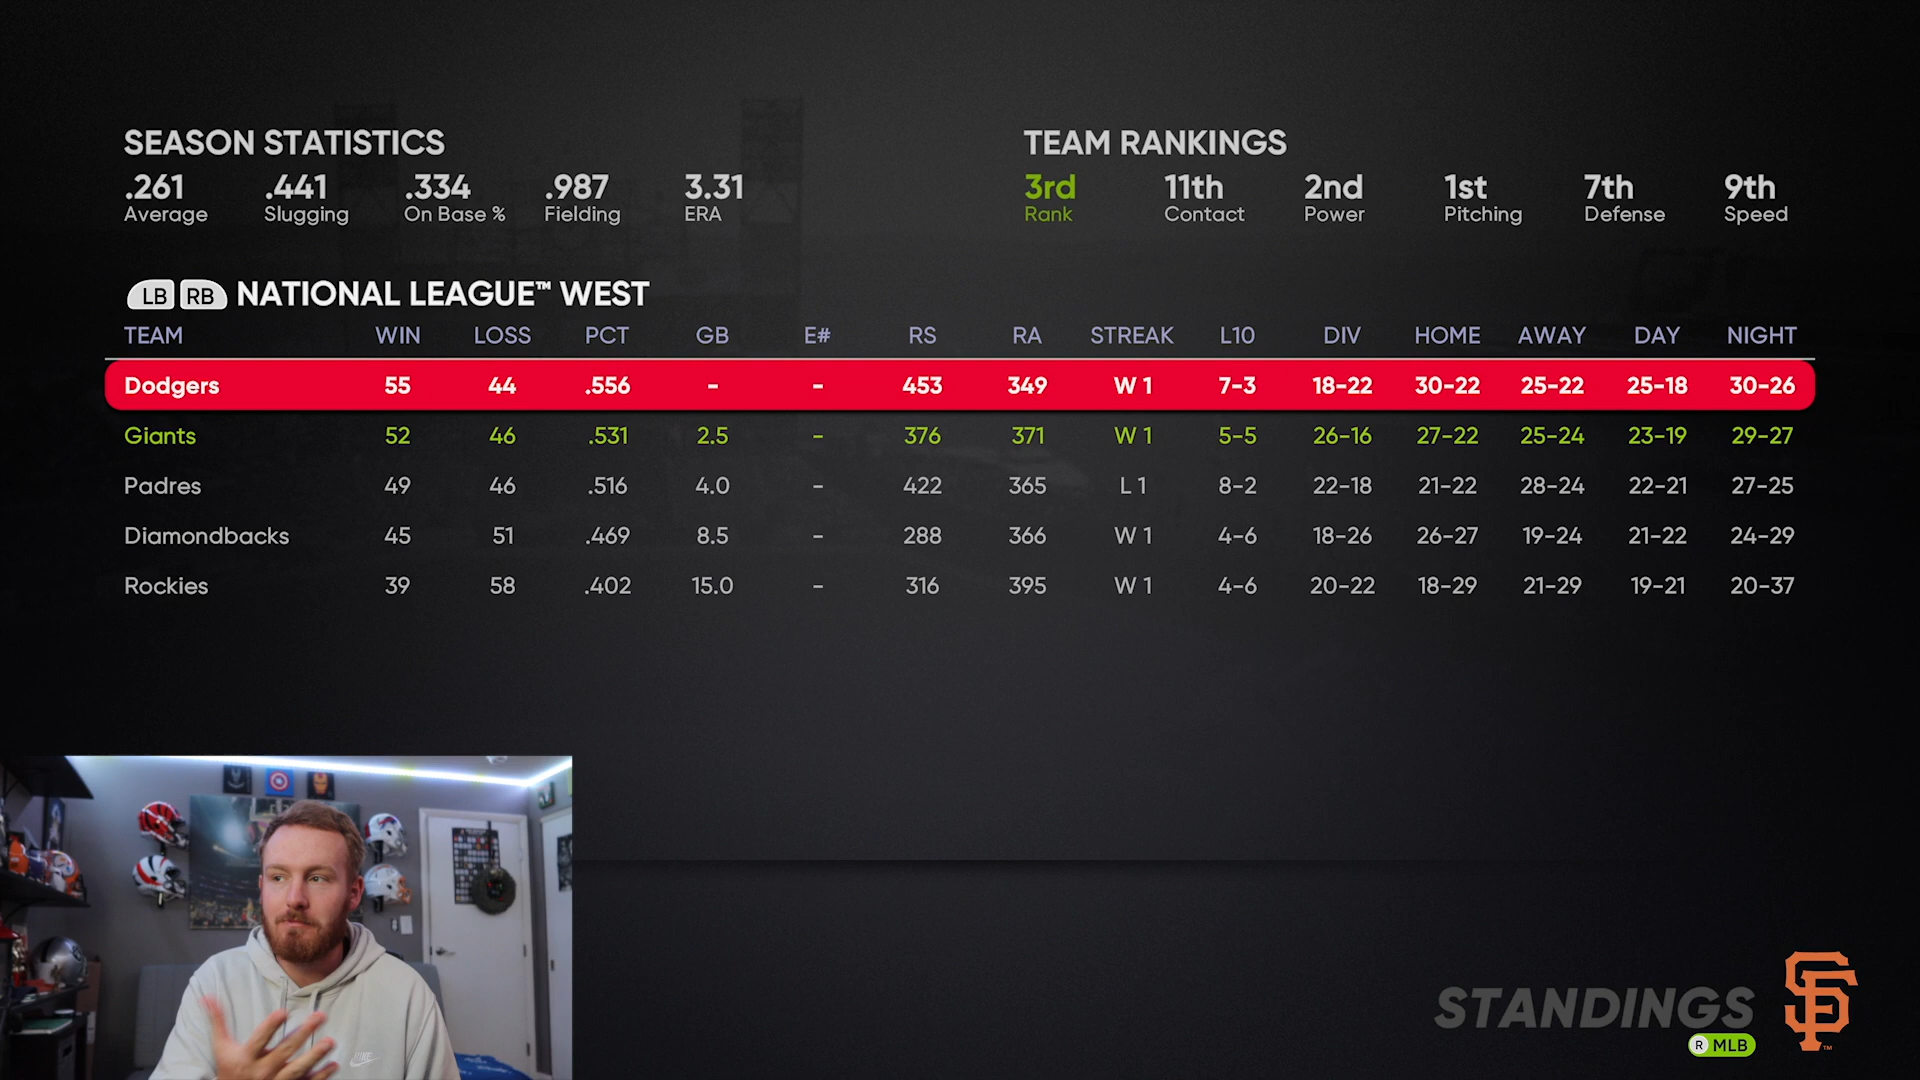 SEASON STATISTICS
.261 .441 .334 .987 3.31
Average Slugging On Base % Fielding ERA
TEAM RANKINGS
3rd 11th 2nd 1st 7th 9th
Rank Contact Power Pitching Defense Speed
LB RB NATIONAL LEAGUE™ WEST
TEAM WIN LOSS PCT GB E# RS RA STREAK L10 DIV HOME AWAY DAY NIGHT
Dodgers 55 44 .556 - - 453 349 W 1 7-3 18-22 30-22 25-22 25-18 30-26
Giants 52 46 .531 2.5 - 376 371 W 1 5-5 26-16 27-22 25-24 23-19 29-27
Padres 49 46 .516 4.0 - 422 365 L 1 8-2 22-18 21-22 28-24 22-21 27-25
Diamondbacks 45 51 .469 8.5 - 288 366 W 1 4-6 18-26 26-27 19-24 21-22 24-29
Rockies 39 58 .402 15.0 - 316 395 W 1 4-6 20-22 18-29 21-29 19-21 20-37
NIKE
STANDINGS
SF™
R MLB